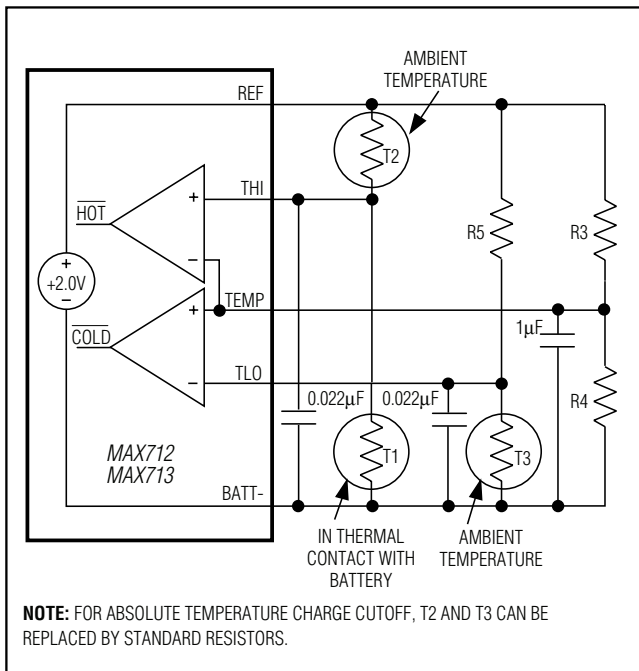 AMBIENT
TEMPERATURE
REF
T2
THI
HOT
+
−
R5
R3
+
+2.0V
−
TEMP
+
1µF
COLD
−
TLO
0.022µF
0.022µF
R4
MAX712
MAX713
T1
T3
BATT-
IN THERMAL
CONTACT WITH
BATTERY
AMBIENT
TEMPERATURE
NOTE: FOR ABSOLUTE TEMPERATURE CHARGE CUTOFF, T2 AND T3 CAN BE
REPLACED BY STANDARD RESISTORS.